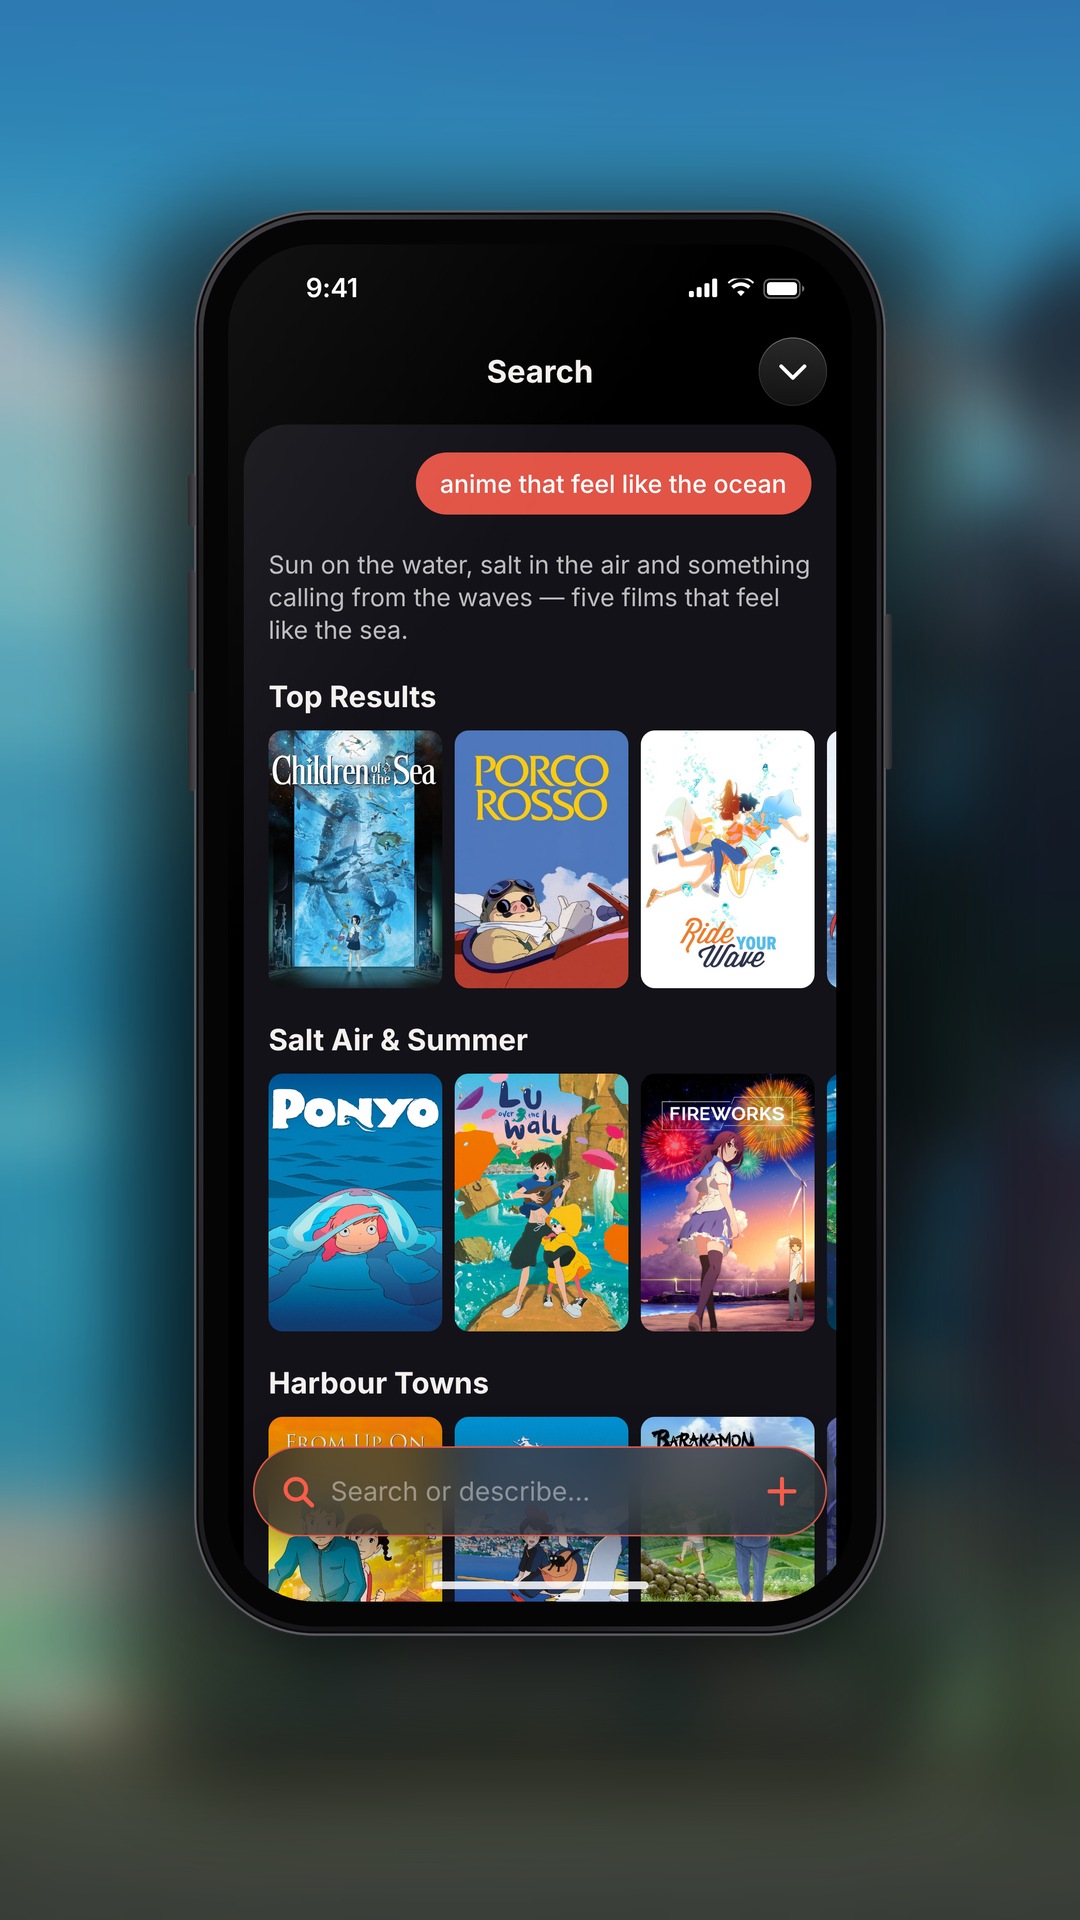 9:41
Search
anime that feel like the ocean
Sun on the water, salt in the air and something
calling from the waves — five films that feel
like the sea.
Top Results
Children of the Sea
PORCO
ROSSO
Ride YOUR
Wave
Salt Air & Summer
PONYO
Lu
over the
wall
FIREWORKS
Harbour Towns
FROM UP ON
BARAKAMON
Search or describe...